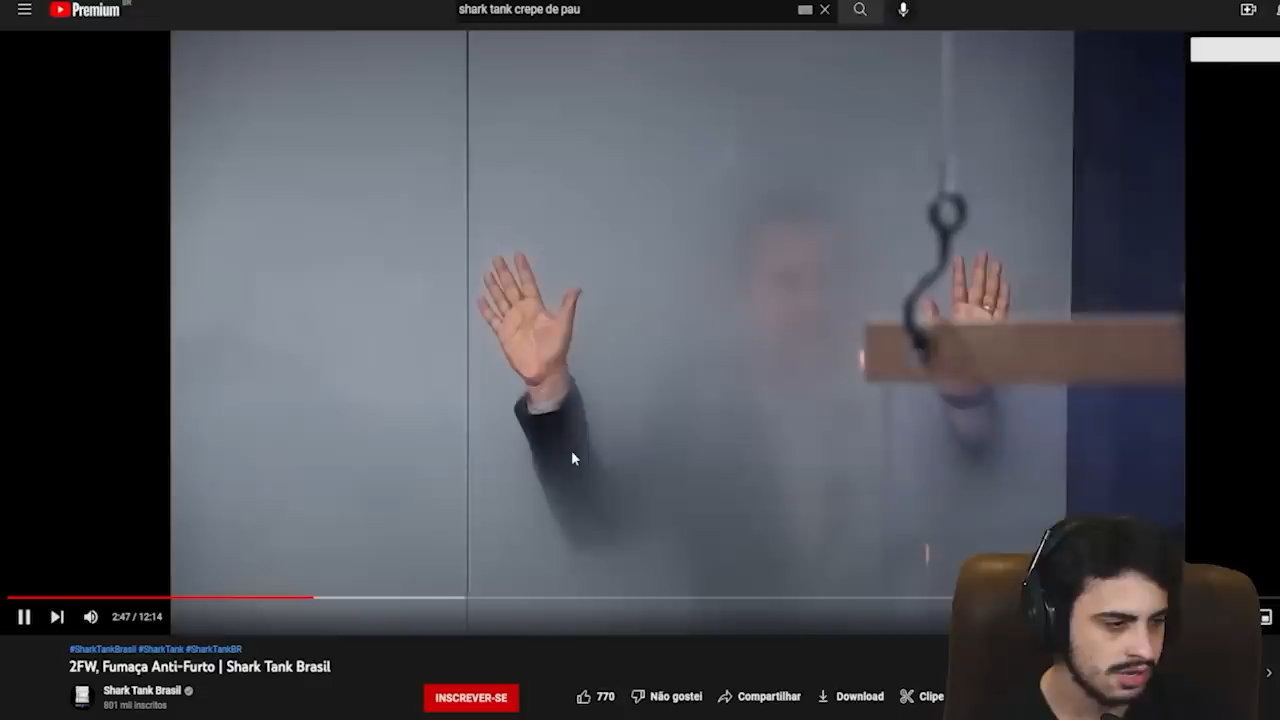 Premium BR
shark tank crepe de pau
2:47 / 12:14
#SharkTankBrasil #SharkTank #SharkTankBR
2FW, Fumaça Anti-Furto | Shark Tank Brasil
Shark Tank Brasil
801 mil inscritos
INSCREVER-SE
770
Não gostei
Compartilhar
Download
Clipe